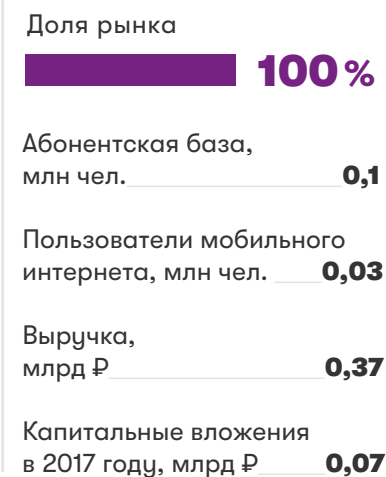 Доля рынка
100%
Абонентская база,
млн чел. 0,1
Пользователи мобильного
интернета, млн чел. 0,03
Выручка,
млрд ₽ 0,37
Капитальные вложения
в 2017 году, млрд ₽ 0,07